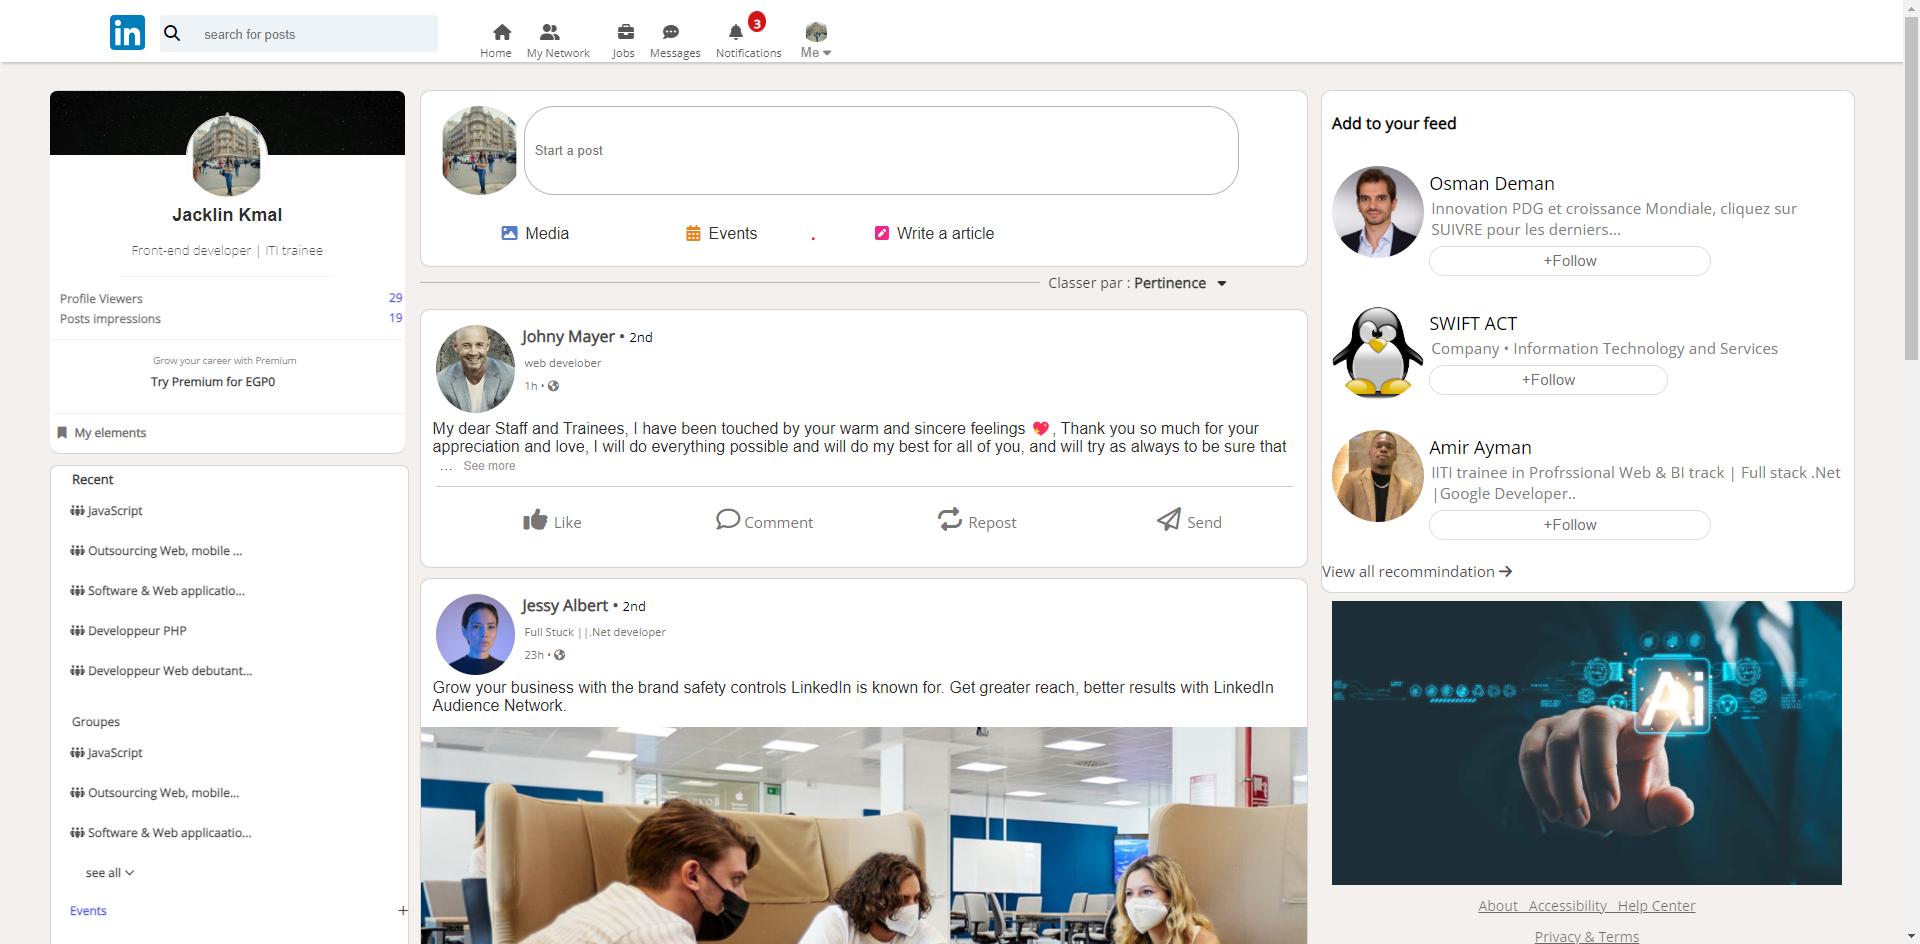 in
search for posts
Home
My Network
Jobs
Messages
3
Notifications
Me
Jacklin Kmal
Front-end developer | ITI trainee
Profile Viewers 29
Posts impressions 19
Grow your career with Premium
Try Premium for EGP0
My elements
Recent
JavaScript
Outsourcing Web, mobile ...
Software & Web applicatio...
Developpeur PHP
Developpeur Web debutant...
Groupes
JavaScript
Outsourcing Web, mobile...
Software & Web applicaatio...
see all
Events +
Start a post
Media
Events
Write a article
Classer par : Pertinence
Johny Mayer • 2nd
web develober
1h •
My dear Staff and Trainees, I have been touched by your warm and sincere feelings 💖, Thank you so much for your
appreciation and love, I will do everything possible and will do my best for all of you, and will try as always to be sure that
... See more
Like
Comment
Repost
Send
Jessy Albert • 2nd
Full Stuck ||.Net developer
23h •
Grow your business with the brand safety controls LinkedIn is known for. Get greater reach, better results with LinkedIn
Audience Network.
Add to your feed
Osman Deman
Innovation PDG et croissance Mondiale, cliquez sur
SUIVRE pour les derniers...
+Follow
SWIFT ACT
Company • Information Technology and Services
+Follow
Amir Ayman
IITI trainee in Profrssional Web & BI track | Full stack .Net
|Google Developer..
+Follow
View all recommindation
Ai
About Accessibility Help Center
Privacy & Terms